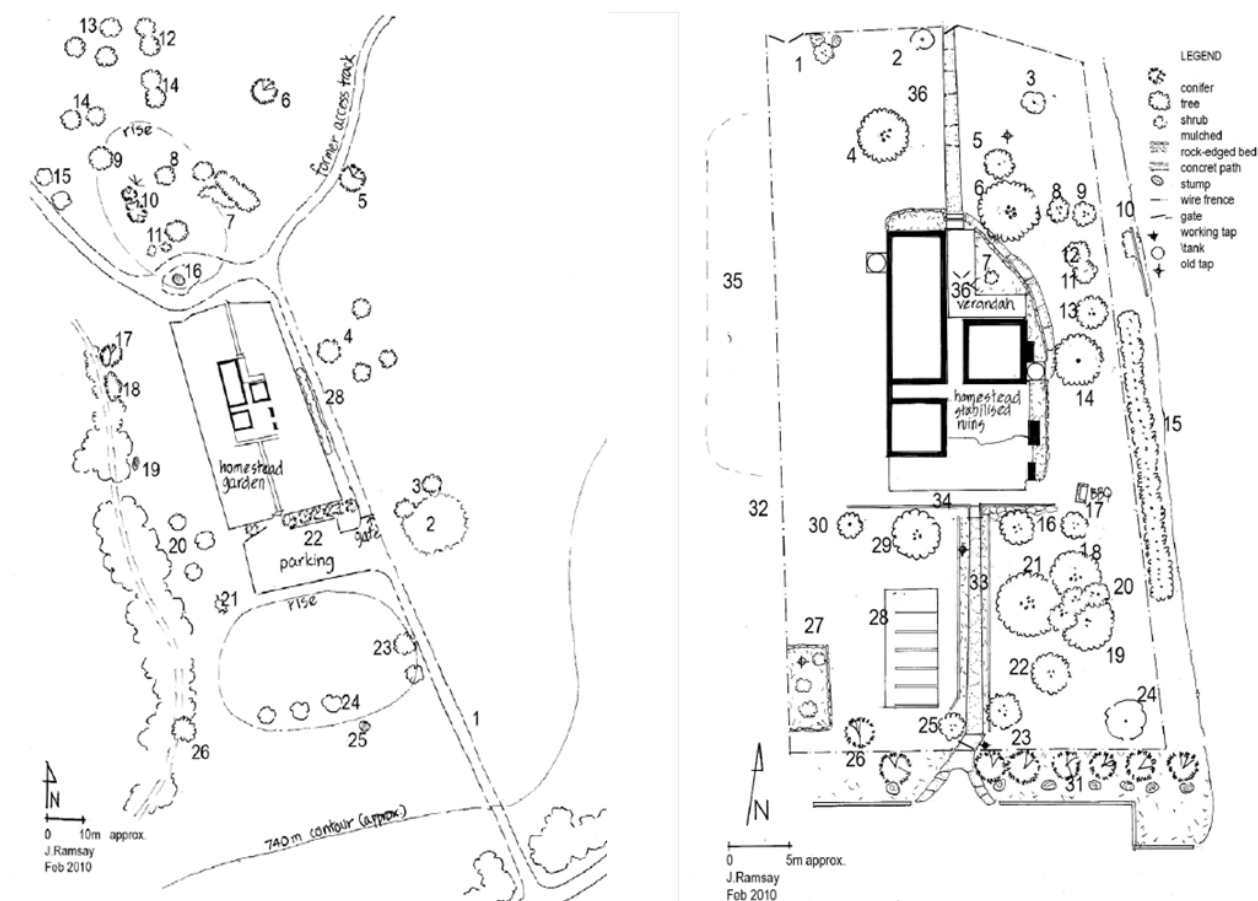 13
12
14
14
6
rise
former access track
9
8
15
10
5
7
11
16
17
4
18
28
homestead
garden
19
3
2
22
gate
20
parking
21
rise
23
24
1
25
26
N
0 10m approx.
740 m contour (approx.)
J.Ramsay
Feb 2010
LEGEND
conifer
tree
shrub
mulched
rock-edged bed
concret path
stump
wire frence
gate
working tap
\tank
old tap
1
2
3
36
4
5
6
8 9
10
7
12
11
35
36
verandah
13
14
homestead
stabilised
ruins
15
BBQ
32
34
17
30
29
16
18
21
33
20
28
27
19
22
24
25
23
26
31
N
0 5m approx.
J.Ramsay
Feb 2010